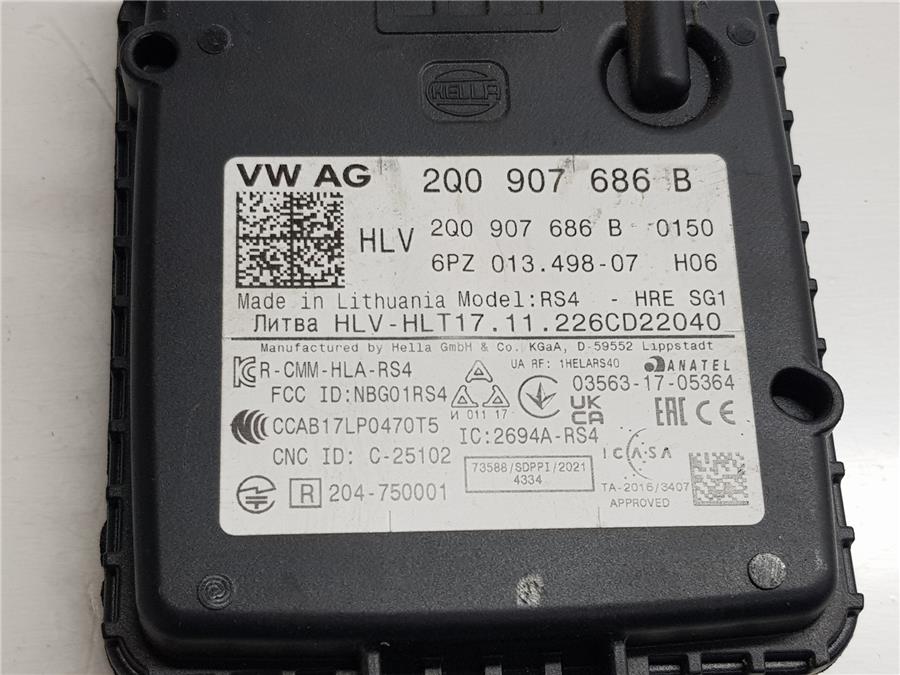 HELLA
VW AG 2Q0 907 686 B
HLV 2Q0 907 686 B 0150
6PZ 013.498-07 H06
Made in Lithuania Model:RS4 - HRE SG1
Литва HLV-HLT17.11.226CD22040
Manufactured by Hella GmbH & Co. KGaA, D-59552 Lippstadt
R-CMM-HLA-RS4 UA RF: 1HELARS40 ANATEL
FCC ID:NBG01RS4 И 011 17 UK CA 03563-17-05364
CCAB17LP0470T5 IC:2694A-RS4 EAC CE
CNC ID: C-25102 73588/SDPPI/2021 ICASA
4334
R 204-750001 TA-2016/3407
APPROVED